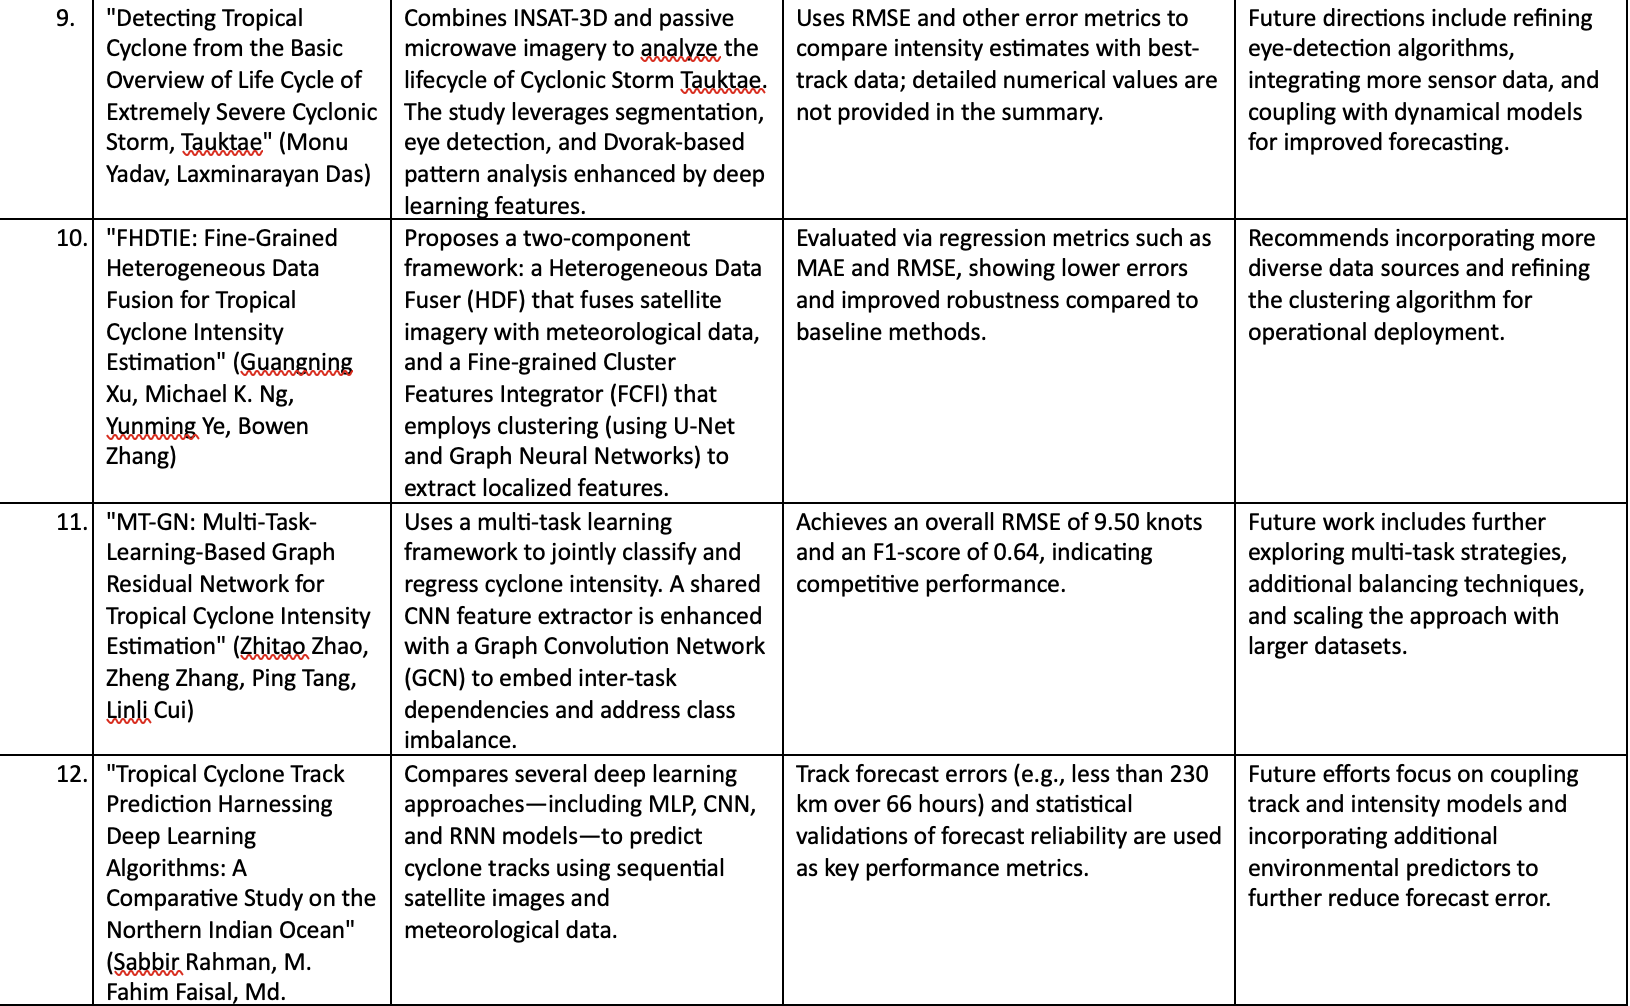 9.
"Detecting Tropical
Cyclone from the Basic
Overview of Life Cycle of
Extremely Severe Cyclonic
Storm, Tauktae" (Monu
Yadav, Laxminarayan Das)
Combines INSAT-3D and passive
microwave imagery to analyze the
lifecycle of Cyclonic Storm Tauktae.
The study leverages segmentation,
eye detection, and Dvorak-based
pattern analysis enhanced by deep
learning features.
Uses RMSE and other error metrics to
compare intensity estimates with best-
track data; detailed numerical values are
not provided in the summary.
Future directions include refining
eye-detection algorithms,
integrating more sensor data, and
coupling with dynamical models
for improved forecasting.
10.
"FHDTIE: Fine-Grained
Heterogeneous Data
Fusion for Tropical
Cyclone Intensity
Estimation" (Guangning
Xu, Michael K. Ng,
Yunming Ye, Bowen
Zhang)
Proposes a two-component
framework: a Heterogeneous Data
Fuser (HDF) that fuses satellite
imagery with meteorological data,
and a Fine-grained Cluster
Features Integrator (FCFI) that
employs clustering (using U-Net
and Graph Neural Networks) to
extract localized features.
Evaluated via regression metrics such as
MAE and RMSE, showing lower errors
and improved robustness compared to
baseline methods.
Recommends incorporating more
diverse data sources and refining
the clustering algorithm for
operational deployment.
11.
"MT-GN: Multi-Task-
Learning-Based Graph
Residual Network for
Tropical Cyclone Intensity
Estimation" (Zhitao Zhao,
Zheng Zhang, Ping Tang,
Linli Cui)
Uses a multi-task learning
framework to jointly classify and
regress cyclone intensity. A shared
CNN feature extractor is enhanced
with a Graph Convolution Network
(GCN) to embed inter-task
dependencies and address class
imbalance.
Achieves an overall RMSE of 9.50 knots
and an F1-score of 0.64, indicating
competitive performance.
Future work includes further
exploring multi-task strategies,
additional balancing techniques,
and scaling the approach with
larger datasets.
12.
"Tropical Cyclone Track
Prediction Harnessing
Deep Learning
Algorithms: A
Comparative Study on the
Northern Indian Ocean"
(Sabbir Rahman, M.
Fahim Faisal, Md.
Compares several deep learning
approaches—including MLP, CNN,
and RNN models—to predict
cyclone tracks using sequential
satellite images and
meteorological data.
Track forecast errors (e.g., less than 230
km over 66 hours) and statistical
validations of forecast reliability are used
as key performance metrics.
Future efforts focus on coupling
track and intensity models and
incorporating additional
environmental predictors to
further reduce forecast error.